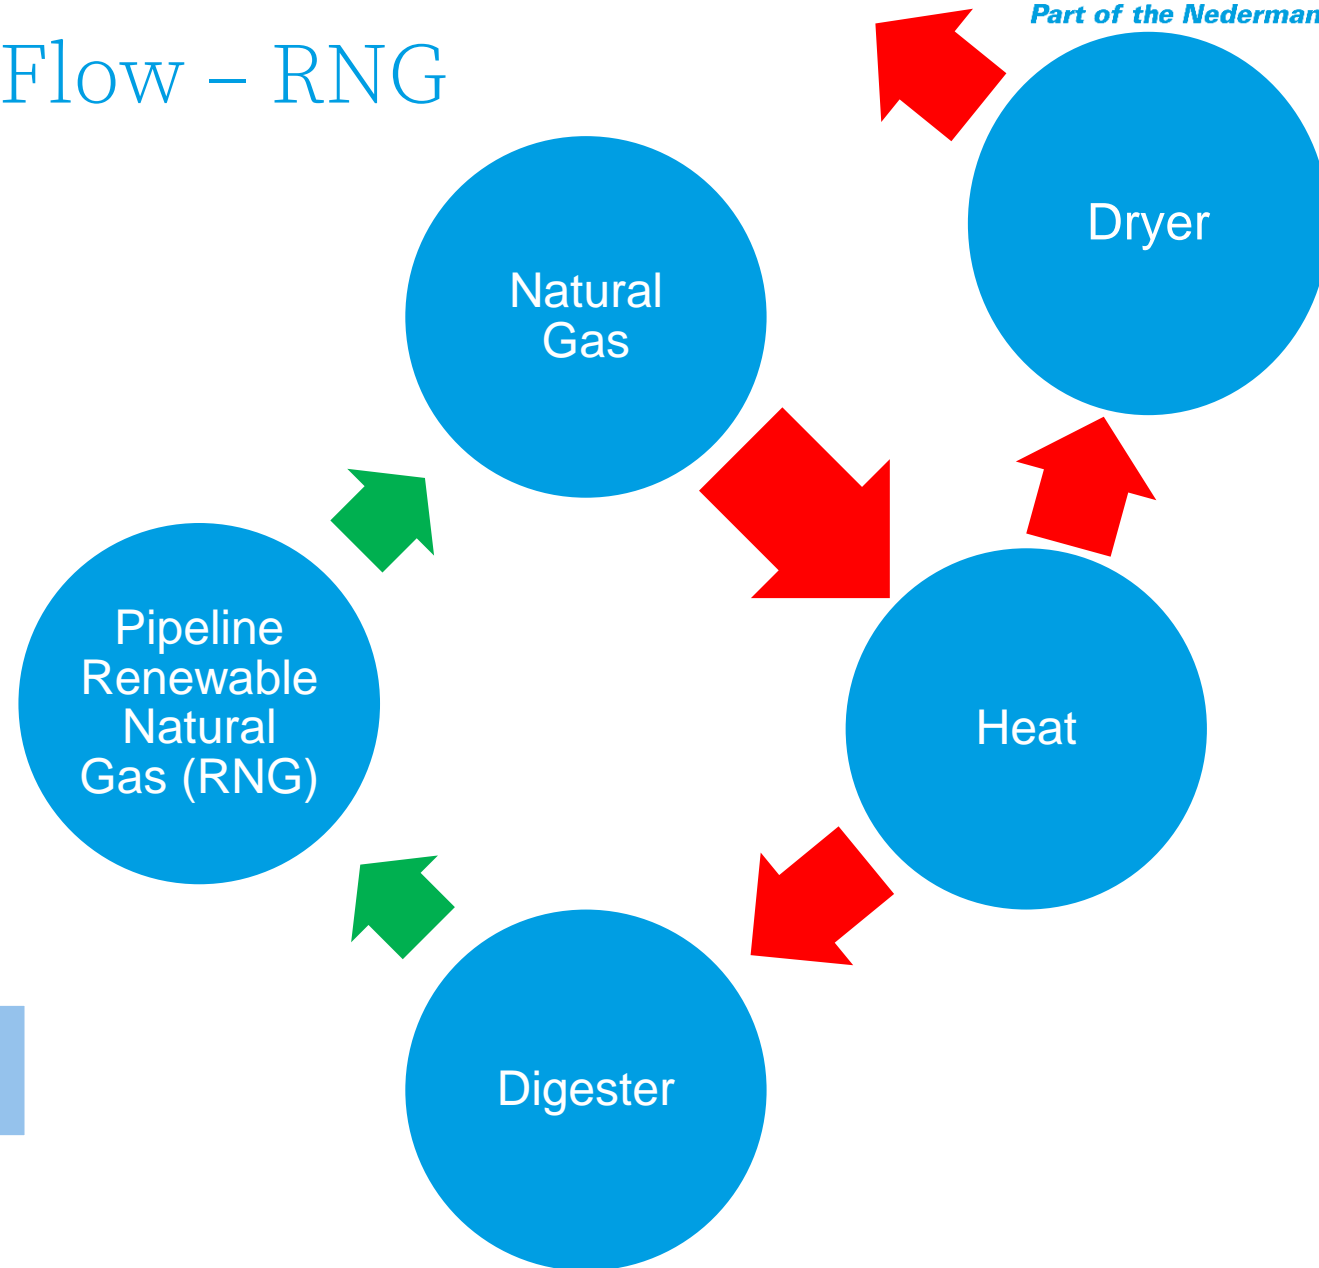 Part of the Nederman
Flow – RNG
Dryer
Natural
Gas
Pipeline
Renewable
Natural
Gas (RNG)
Heat
Digester